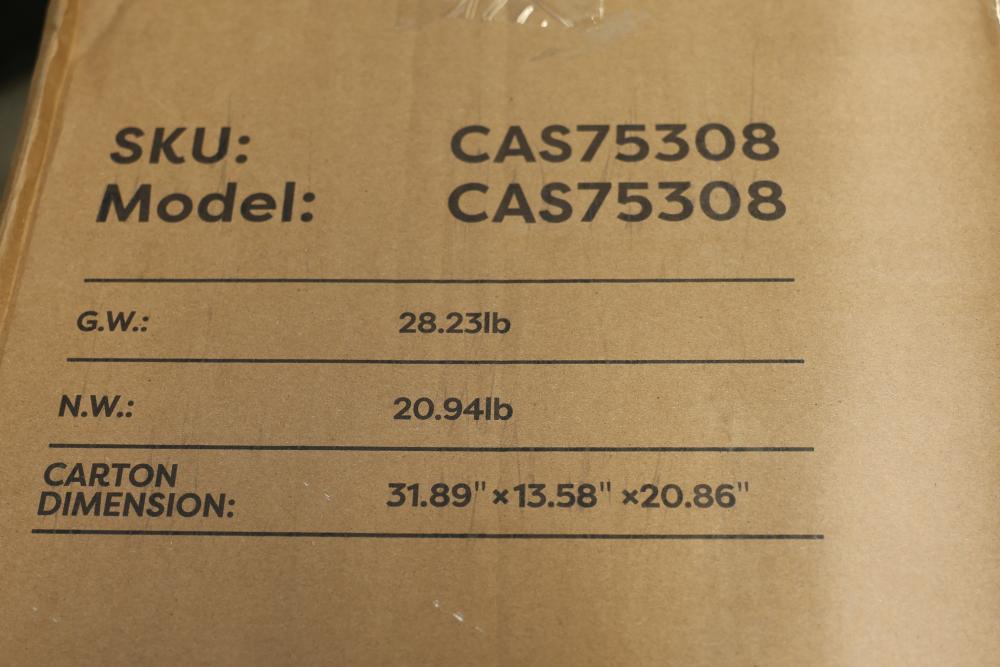 SKU: CAS75308
Model: CAS75308
G.W.: 28.23lb
N.W.: 20.94lb
CARTON
DIMENSION: 31.89" ×13.58" ×20.86"